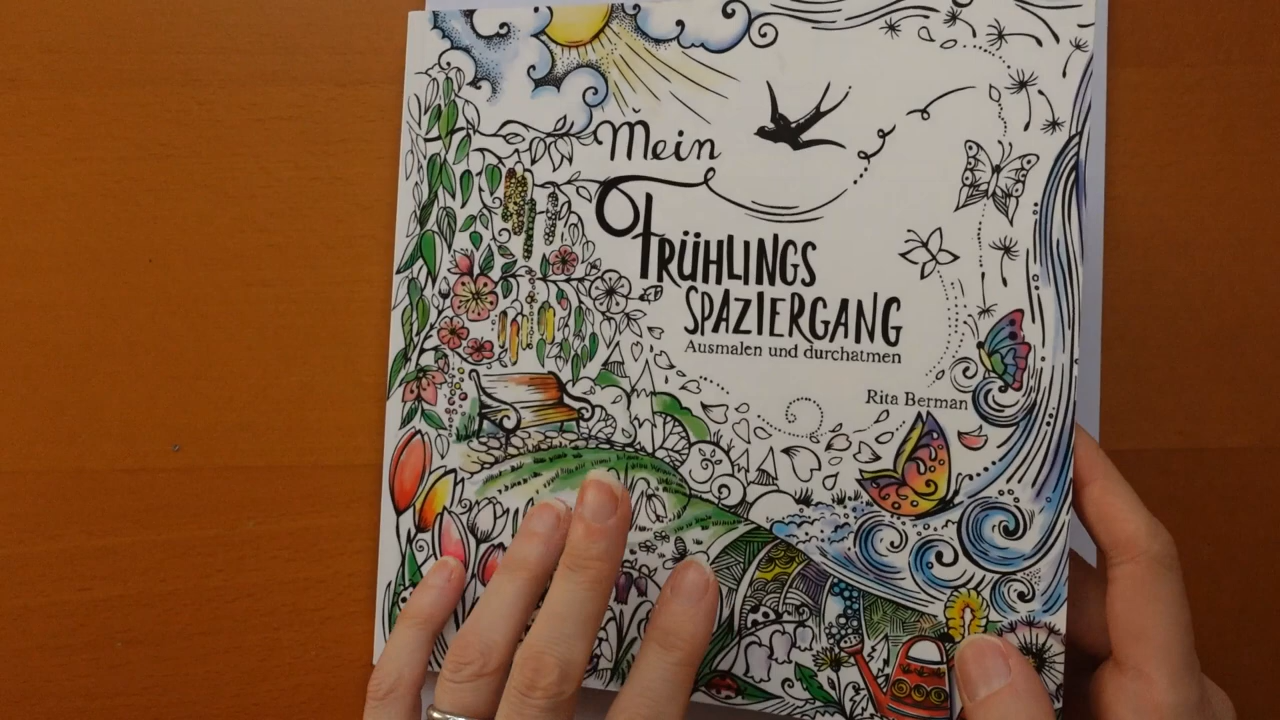 Mein
FRÜHLINGS
SPAZIERGANG
Ausmalen und durchatmen
Rita Berman